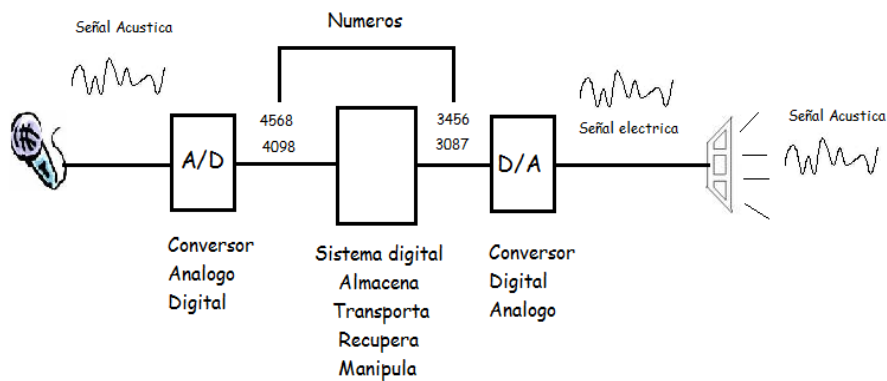 Numeros
Señal Acustica
4568
4098
3456
3087
Señal electrica
Señal Acustica
A/D
D/A
Conversor
Analogo
Digital
Sistema digital
Almacena
Transporta
Recupera
Manipula
Conversor
Digital
Analogo